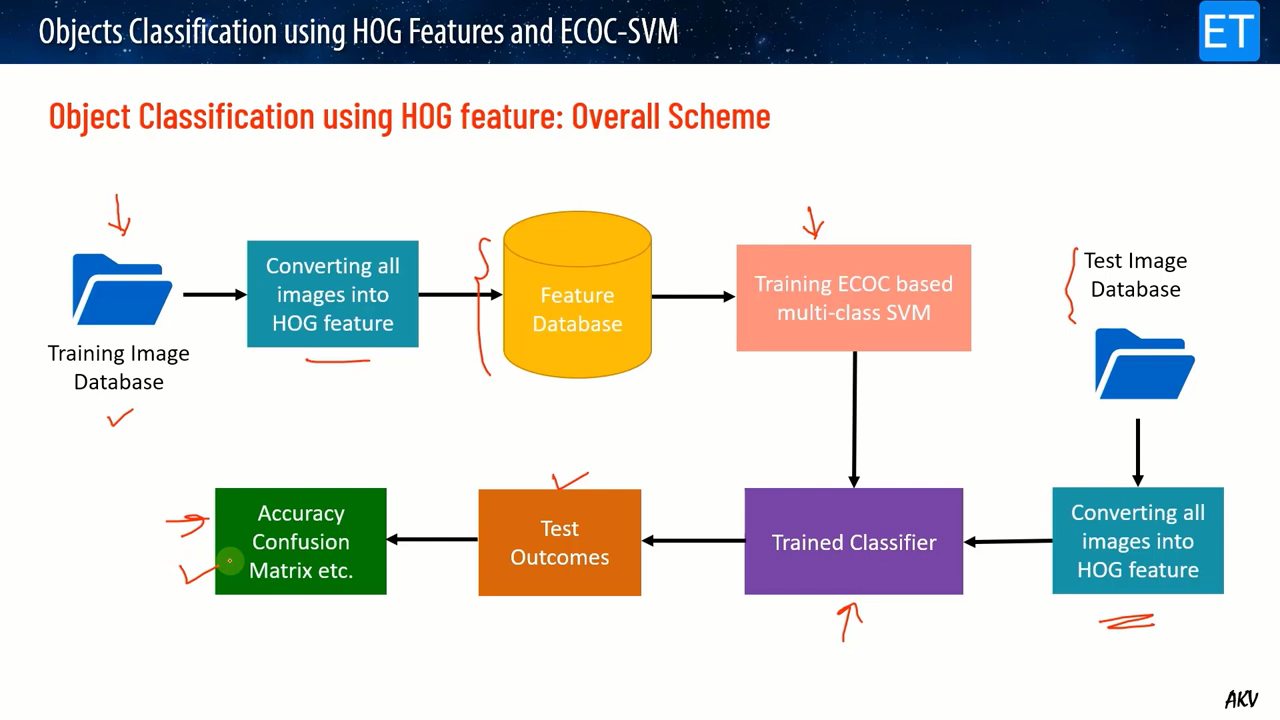 Objects Classification using HOG Features and ECOC-SVM
ET
Object Classification using HOG feature: Overall Scheme
Training Image
Database
Converting all
images into
HOG feature
Feature
Database
Training ECOC based
multi-class SVM
Test Image
Database
Converting all
images into
HOG feature
Trained Classifier
Test
Outcomes
Accuracy
Confusion
Matrix etc.
AKV